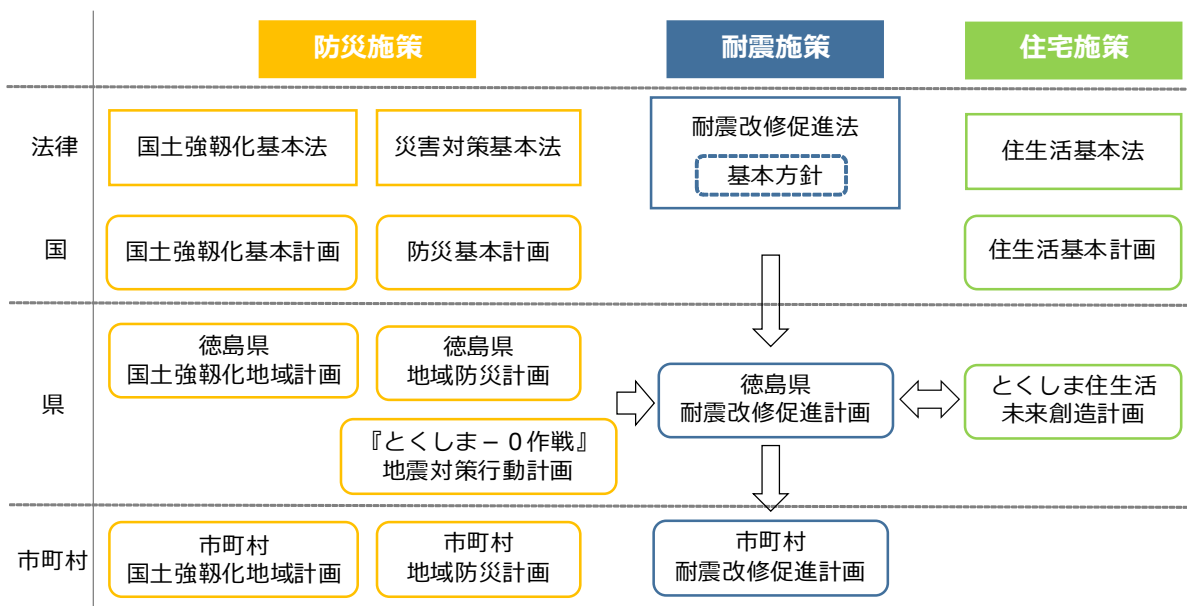 防災施策
耐震施策
住宅施策
法律
国土強靱化基本法
災害対策基本法
耐震改修促進法
基本方針
住生活基本法
国
国土強靱化基本計画
防災基本計画
住生活基本計画
県
徳島県
国土強靱化地域計画
徳島県
地域防災計画
『とくしま－０作戦』
地震対策行動計画
徳島県
耐震改修促進計画
とくしま住生活
未来創造計画
市町村
市町村
国土強靱化地域計画
市町村
地域防災計画
市町村
耐震改修促進計画